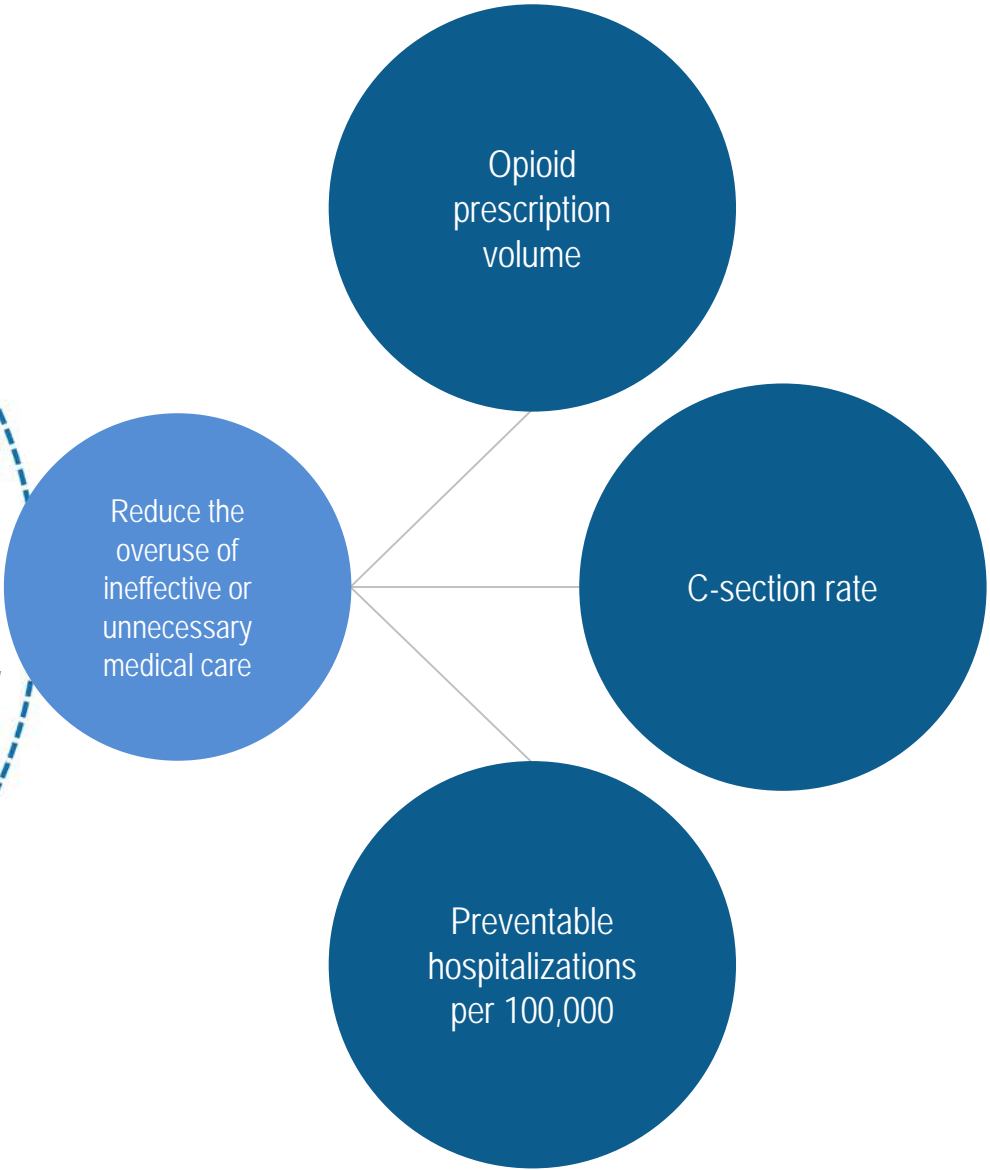 Opioid
prescription
volume
Reduce the
overuse of
ineffective or
unnecessary
medical care
C-section rate
Preventable
hospitalizations
per 100,000